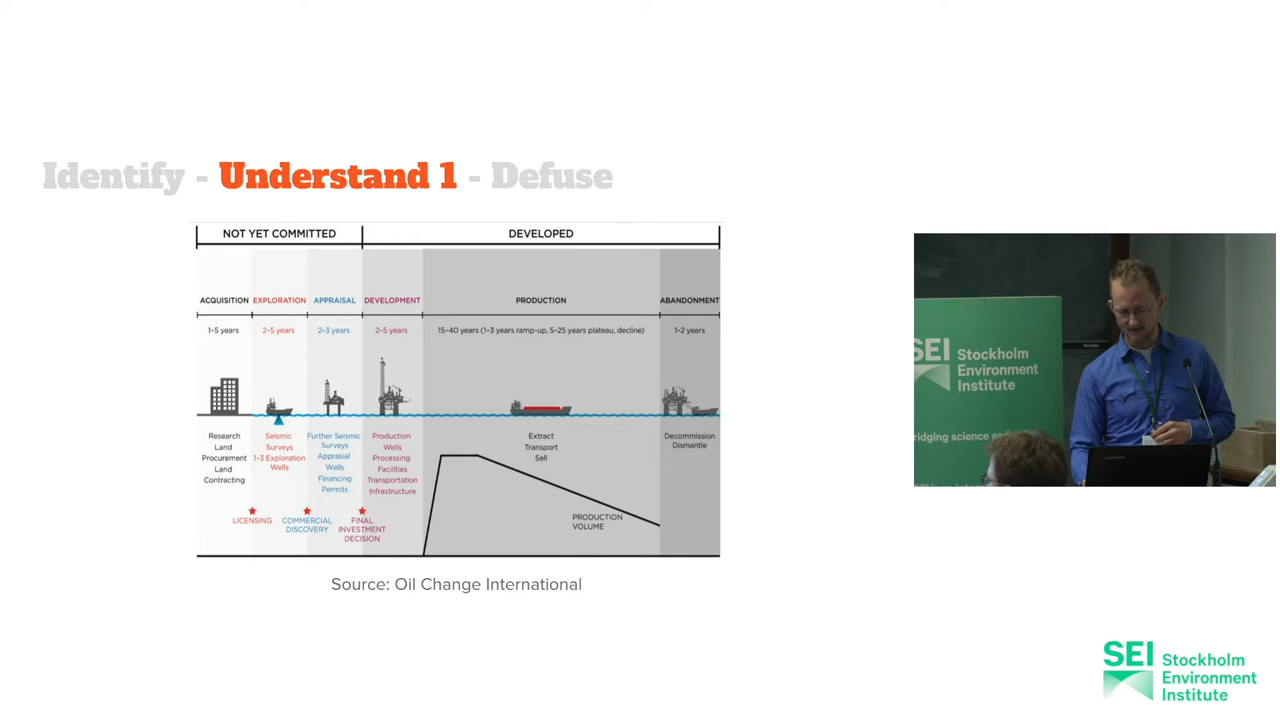 Identify - Understand 1 - Defuse
NOT YET COMMITTED
DEVELOPED
ACQUISITION
EXPLORATION
APPRAISAL
DEVELOPMENT
PRODUCTION
ABANDONMENT
1–5 years
2–5 years
2–3 years
2–5 years
15–40 years (1–3 years ramp-up, 5–25 years plateau, decline)
1–2 years
Research
Land
Procurement
Land
Contracting
Seismic
Surveys
1–3 Exploration
Wells
Further Seismic
Surveys
Apprasial
Wells
Financing
Permits
Production
Wells
Processing
Facilities
Transportation
Infrastructure
Extract
Transport
Sell
Decommission
Dismantle
LICENSING
COMMERCIAL
DISCOVERY
FINAL
INVESTMENT
DECISION
PRODUCTION
VOLUME
Source: Oil Change International
SEI
Stockholm
Environment
Institute
ridging science and
SEI
Stockholm
Environment
Institute